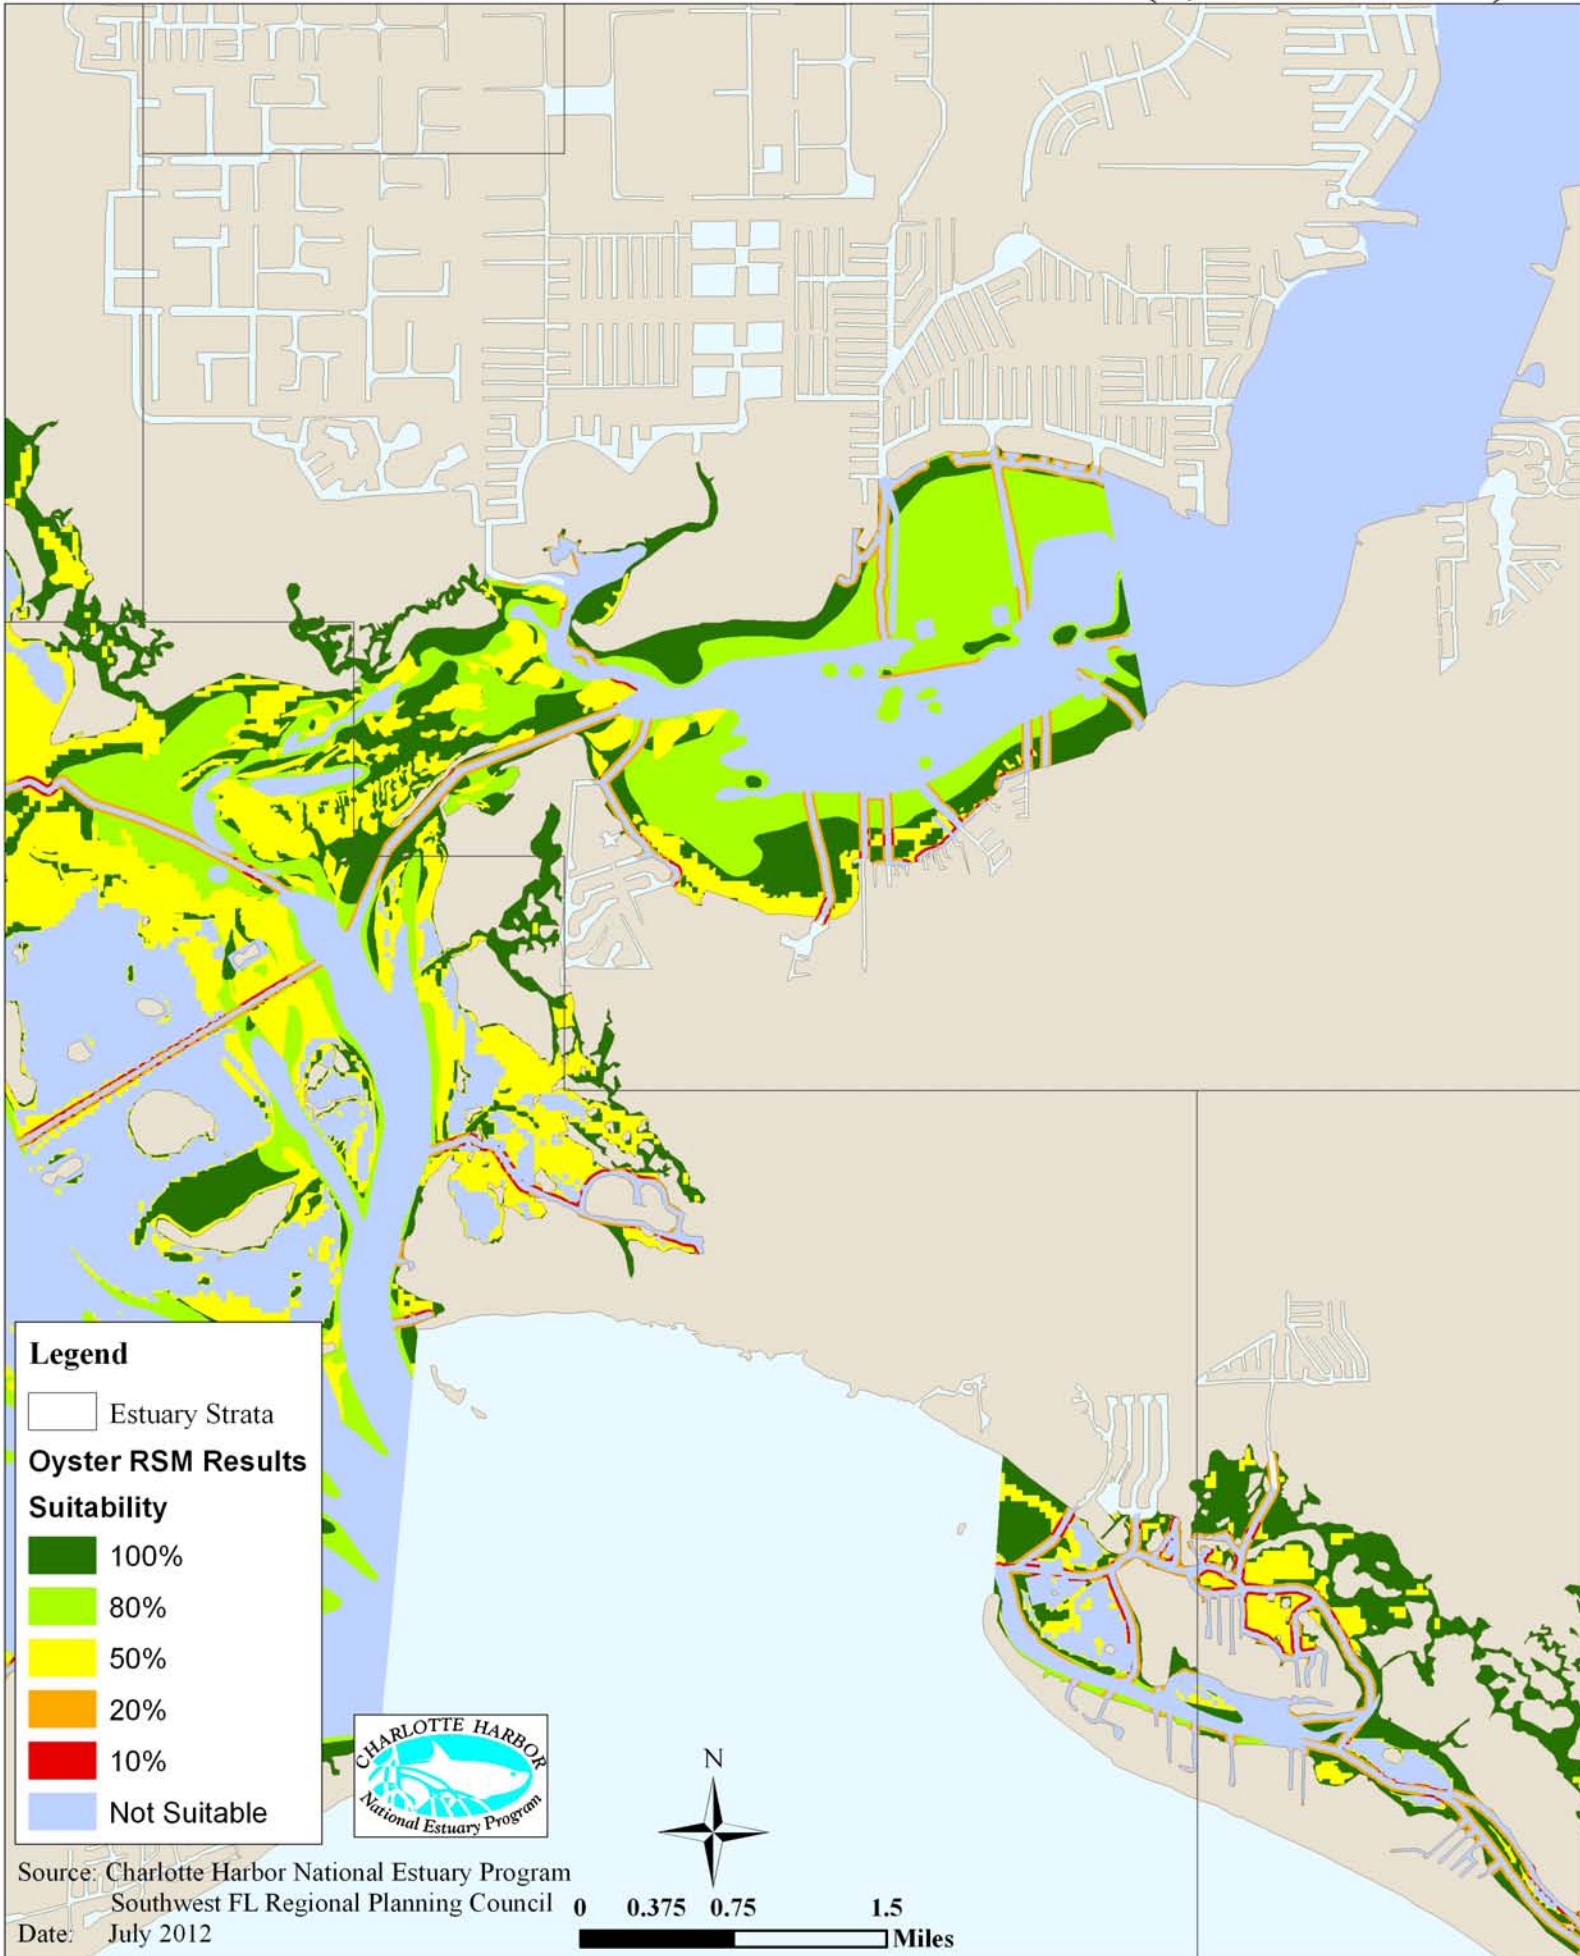 Legend
Estuary Strata
Oyster RSM Results
Suitability
100%
80%
50%
20%
10%
Not Suitable
CHARLOTTE HARBOR
National Estuary Program
N
Source: Charlotte Harbor National Estuary Program
Southwest FL Regional Planning Council
Date: July 2012
0 0.375 0.75 1.5
Miles